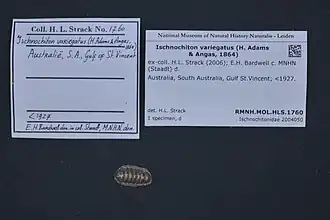 Coll. H. L. Strack No. 1760
Ischnochiton variegatus (H. Adams & Angas,
Australië, S.A., Gulf of St. Vincent
< 1927
E.H. Bardwell
National Museum of Natural History Naturalis - Leiden
Ischnochiton variegatus (H. Adams
& Angas, 1864)
ex-coll. H.L. Strack (2006); E.H. Bardwell c. MNHN
(Staadt) d.
Australia, South Australia, Gulf St.Vincent; <1927.
det. H.L. Strack
1 specimen, d
RMNH.MOL.HLS.1760
Ischnochitonidae 2004050